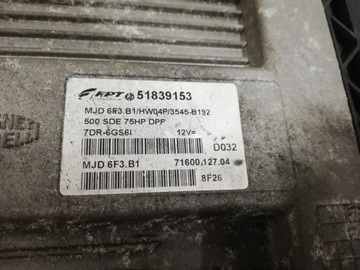 FPT 51839153
MJD 6F3.B1/HW04P/3545-B192
500 SDE 75HP DPF
7DR-6GS6I 12V=
D032
MJD 6F3.B1 71600.127.04
8F26